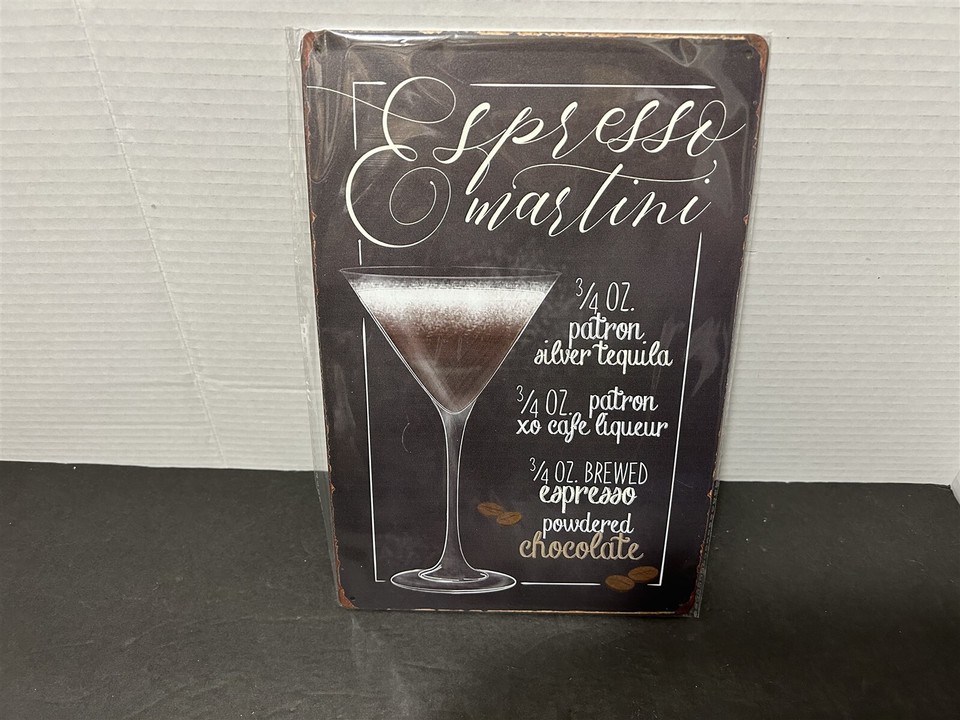 Espresso
martini
3/4 OZ.
patron
silver tequila
3/4 OZ. patron
xo cafe liqueur
3/4 OZ. BREWED
espresso
powdered
chocolate